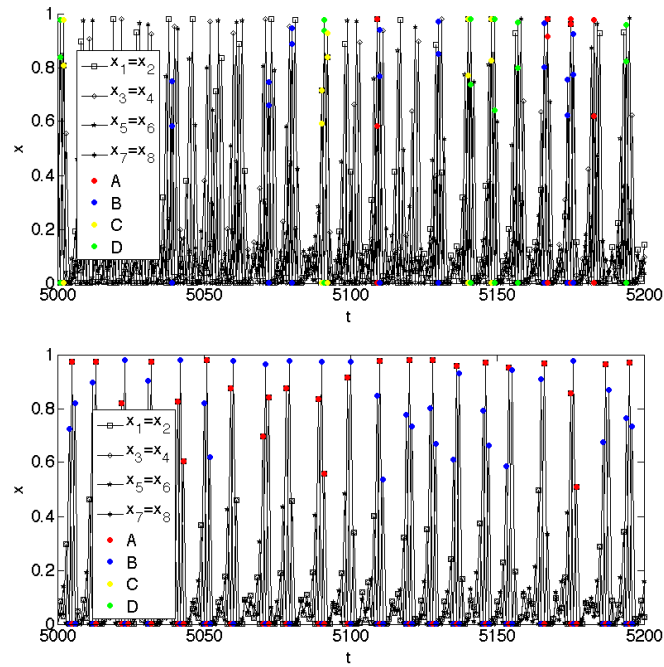 1
0.8
0.6
0.4
0.2
0
x
x₁=x₂
x₃=x₄
x₅=x₆
x₇=x₈
A
B
C
D
5000 5050 5100 5150 5200
t
1
0.8
0.6
0.4
0.2
0
x
x₁=x₂
x₃=x₄
x₅=x₆
x₇=x₈
A
B
C
D
5000 5050 5100 5150 5200
t